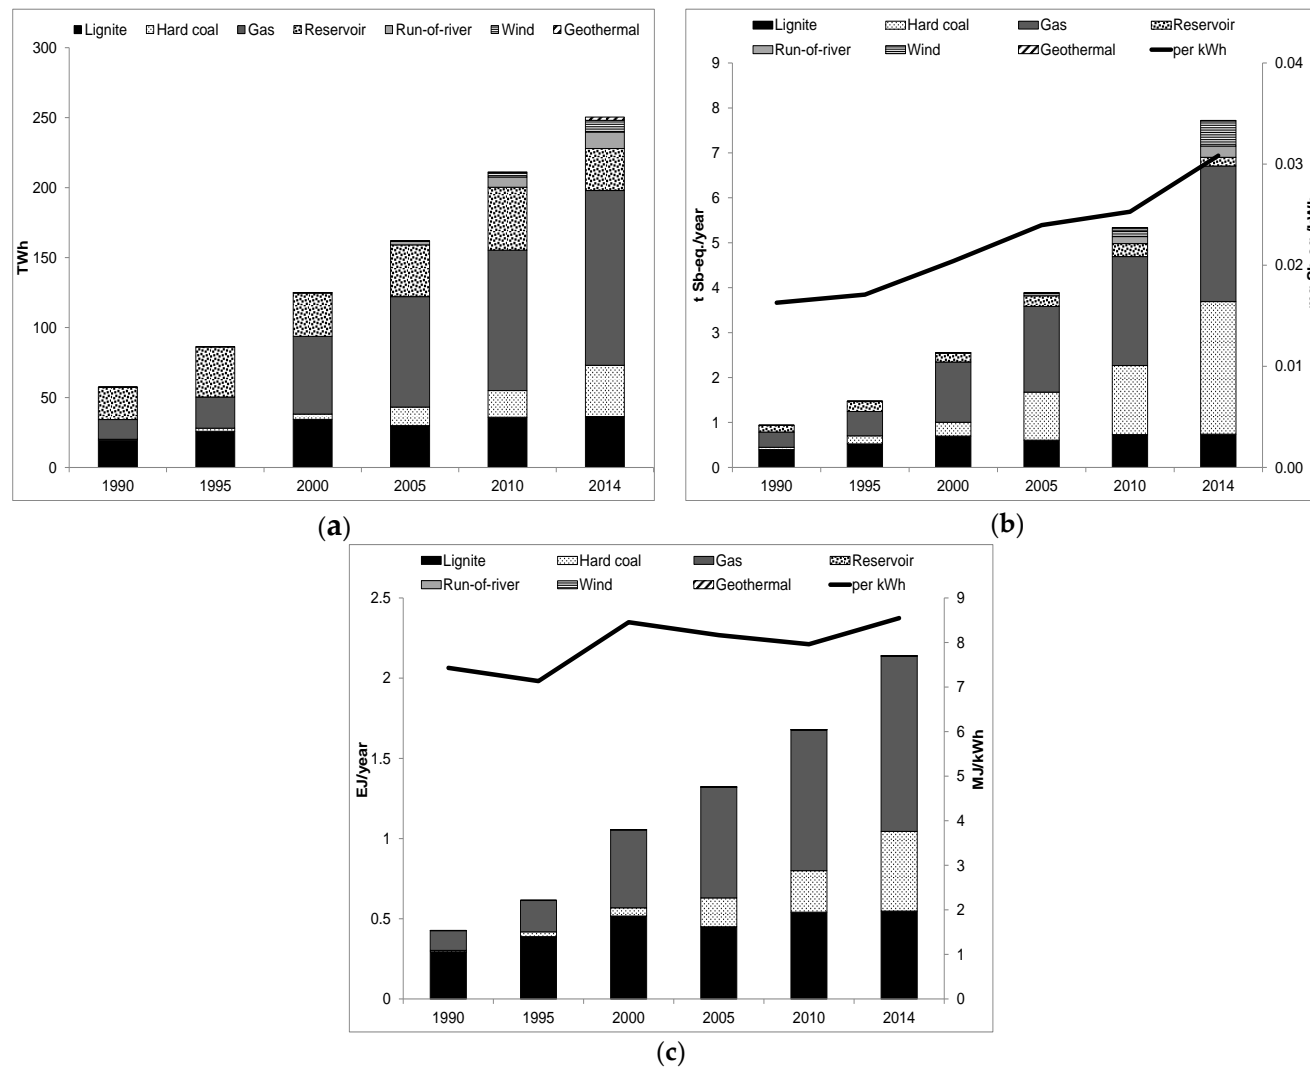 Lignite Hard coal Gas Reservoir Run-of-river Wind Geothermal
300
250
200
150
100
50
0
TWh
1990 1995 2000 2005 2010 2014
(a)
Lignite Hard coal Gas Reservoir
Run-of-river Wind Geothermal per kWh
9
8
7
6
5
4
3
2
1
0
t Sb-eq./year
0.04
0.03
0.02
0.01
0.00
1990 1995 2000 2005 2010 2014
(b)
Lignite Hard coal Gas Reservoir
Run-of-river Wind Geothermal per kWh
2.5
2
1.5
1
0.5
0
EJ/year
9
8
7
6
5
4
3
2
1
0
MJ/kWh
1990 1995 2000 2005 2010 2014
(c)